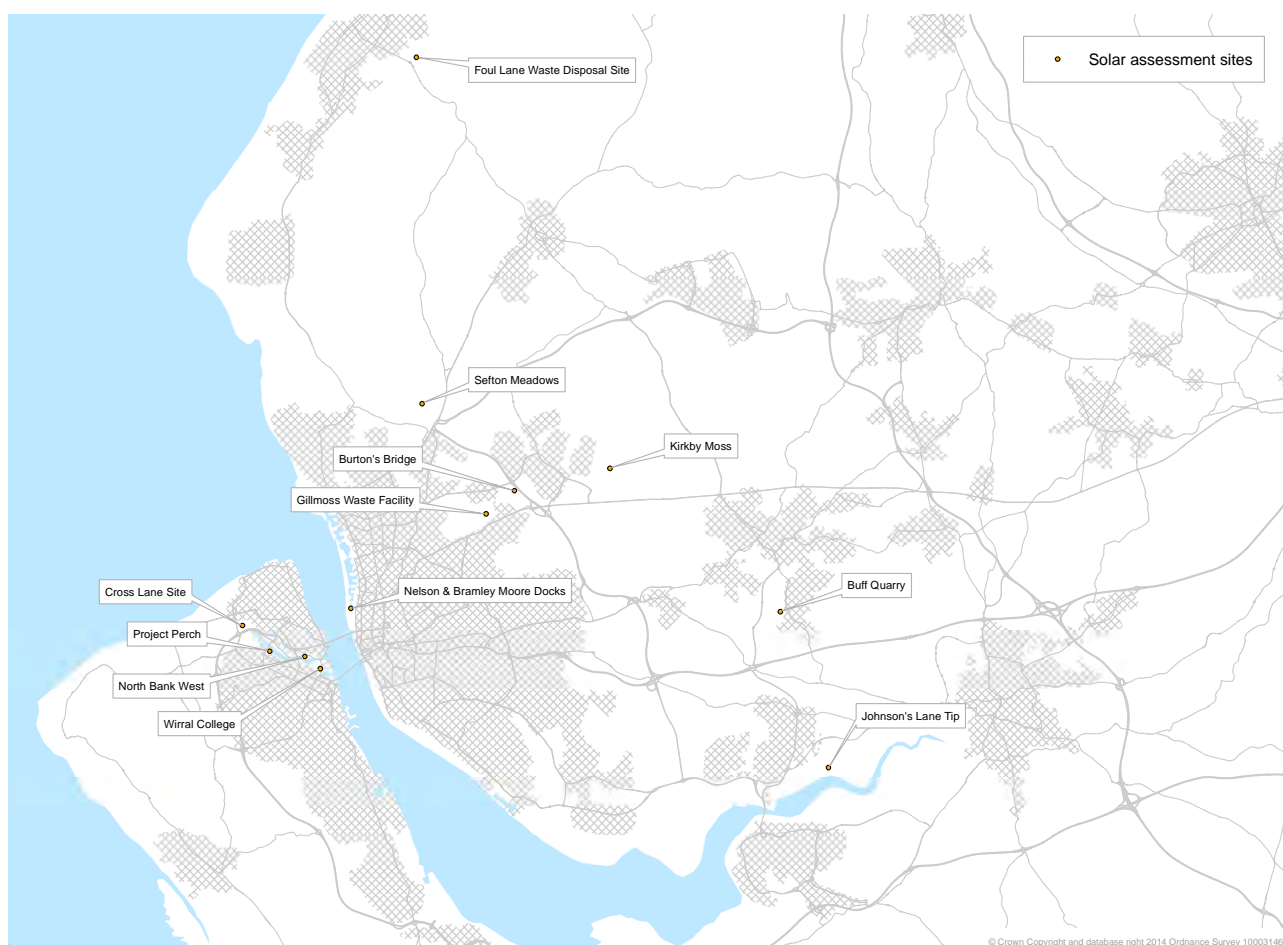 Foul Lane Waste Disposal Site
Solar assessment sites
Sefton Meadows
Kirkby Moss
Burton's Bridge
Gillmoss Waste Facility
Nelson & Bramley Moore Docks
Buff Quarry
Cross Lane Site
Project Perch
North Bank West
Wirral College
Johnson's Lane Tip
© Crown Copyright and database right 2014 Ordnance Survey 10003146